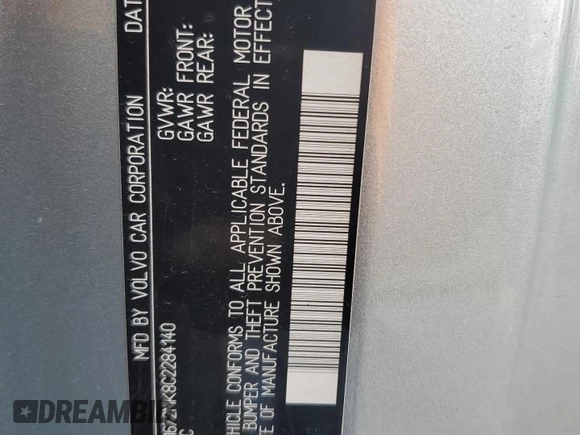 MFD BY VOLVO CAR CORPORATION DAT
GVWR:
GAWR FRONT:
GAWR REAR:
HICLE CONFORMS TO ALL APPLICABLE FEDERAL MOTOR
BUMPER AND THEFT PREVENTION STANDARDS IN EFFECT
TE OF MANUFACTURE SHOWN ABOVE.